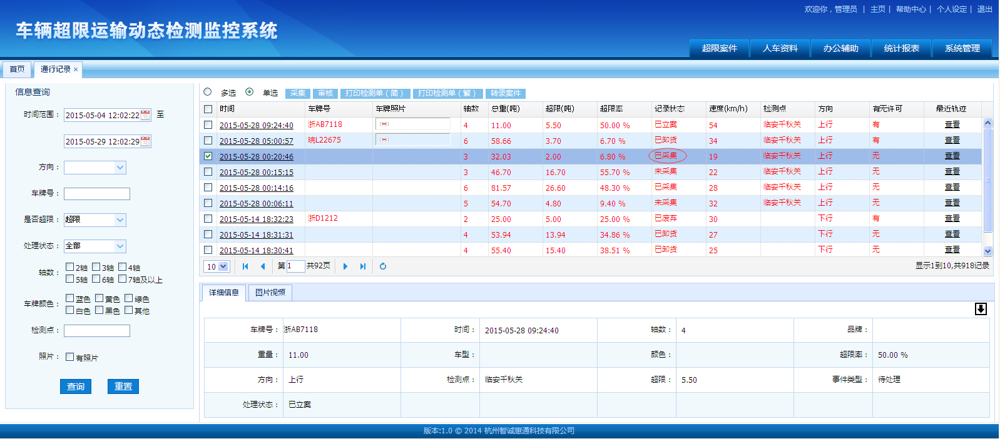 欢迎你，管理员 | 主页 | 帮助中心 | 个人设定 | 退出
车辆超限运输动态检测监控系统
超限案件 人车资料 办公辅助 统计报表 系统管理
首页 通行记录 ×
信息查询
时间范围： 2015-05-04 12:02:22 至
2015-05-29 12:02:29
方向：
车牌号：
是否超限： 超限
处理状态： 全部
轴数： 2轴 3轴 4轴
5轴 6轴 7轴及以上
车牌颜色： 蓝色 黄色 绿色
白色 黑色 其他
检测点：
照片： 有照片
查询 重置
多选 单选 采集 审核 打印检测单（简） 打印检测单（繁） 转录案件
时间 车牌号 车牌照片 轴数 总重(吨) 超限(吨) 超限率 记录状态 速度(km/h) 检测点 方向 有无许可 最近轨迹
2015-05-28 09:24:40 浙AB7118 4 11.00 5.50 50.00 % 已立案 54 临安千秋关 上行 有 查看
2015-05-28 05:00:57 皖L22675 6 58.66 3.70 6.70 % 已卸货 34 临安千秋关 上行 有 查看
2015-05-28 00:20:46 3 32.03 2.00 6.80 % 已采集 19 临安千秋关 上行 无 查看
2015-05-28 00:15:15 3 46.70 16.70 55.70 % 未采集 22 临安千秋关 上行 无 查看
2015-05-28 00:14:16 6 81.57 26.60 48.30 % 已采集 28 临安千秋关 上行 无 查看
2015-05-28 00:06:11 5 54.70 4.80 9.40 % 未采集 32 临安千秋关 上行 无 查看
2015-05-14 18:32:23 浙D1212 2 25.00 5.00 25.00 % 已废弃 30 下行 有 查看
2015-05-14 18:31:31 4 53.94 13.94 34.86 % 已卸货 27 下行 无 查看
2015-05-14 18:30:41 4 55.40 15.40 38.51 % 已卸货 25 下行 无 查看
10 第 1 共92页 显示1到10,共918记录
详细信息 图片视频
车牌号： 浙AB7118 时间： 2015-05-28 09:24:40 轴数： 4 品牌：
重量： 11.00 车型： 颜色： 超限率： 50.00 %
方向： 上行 检测点： 临安千秋关 超限： 5.50 事件类型： 待处理
处理状态： 已立案
版本:1.0 © 2014 杭州智诚惠通科技有限公司